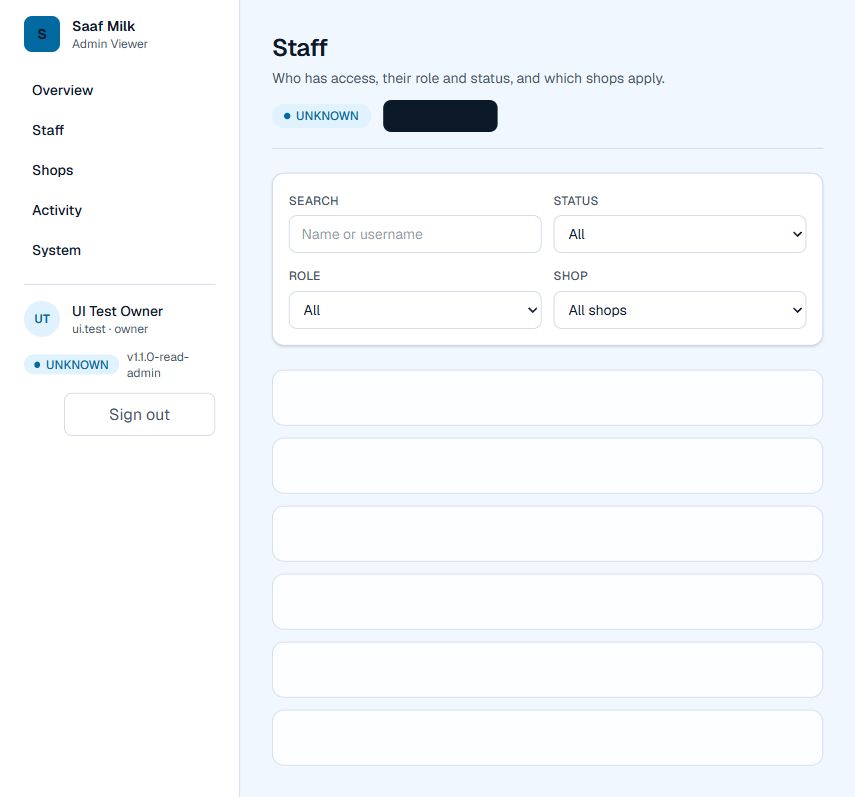 S
Saaf Milk
Admin Viewer
Overview
Staff
Shops
Activity
System
UT
UI Test Owner
ui.test · owner
UNKNOWN
v1.1.0-read-
admin
Sign out
Staff
Who has access, their role and status, and which shops apply.
UNKNOWN
SEARCH
Name or username
STATUS
All
ROLE
All
SHOP
All shops